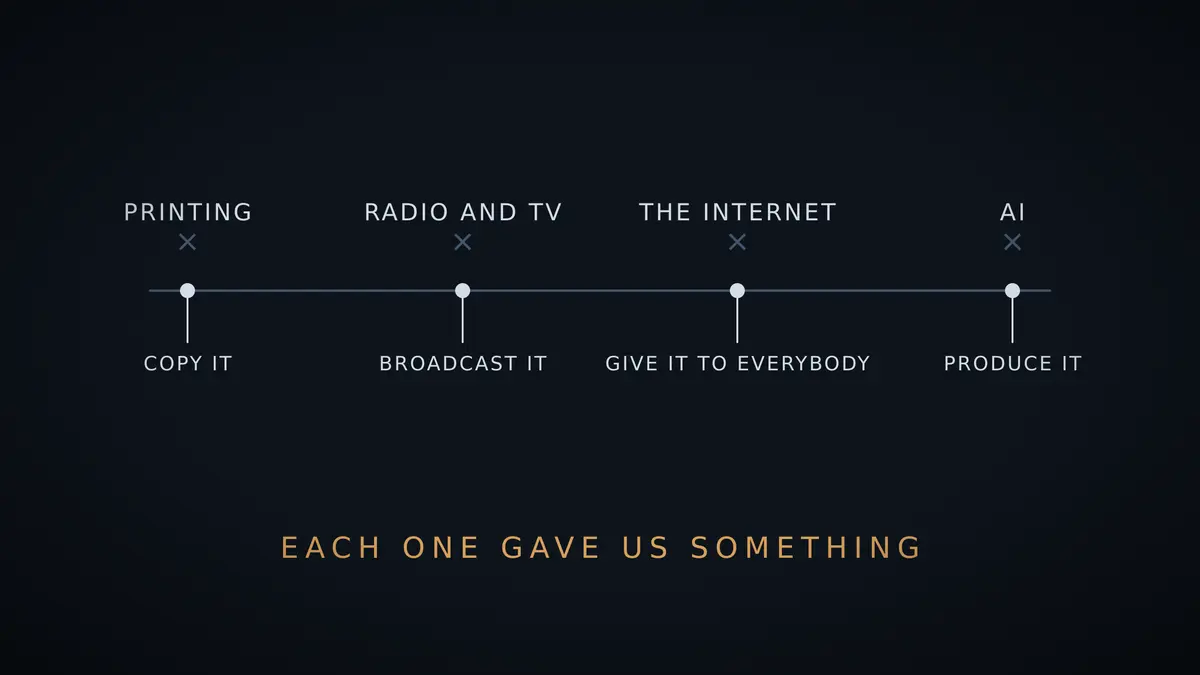 PRINTING
RADIO AND TV
THE INTERNET
AI
COPY IT
BROADCAST IT
GIVE IT TO EVERYBODY
PRODUCE IT
EACH ONE GAVE US SOMETHING